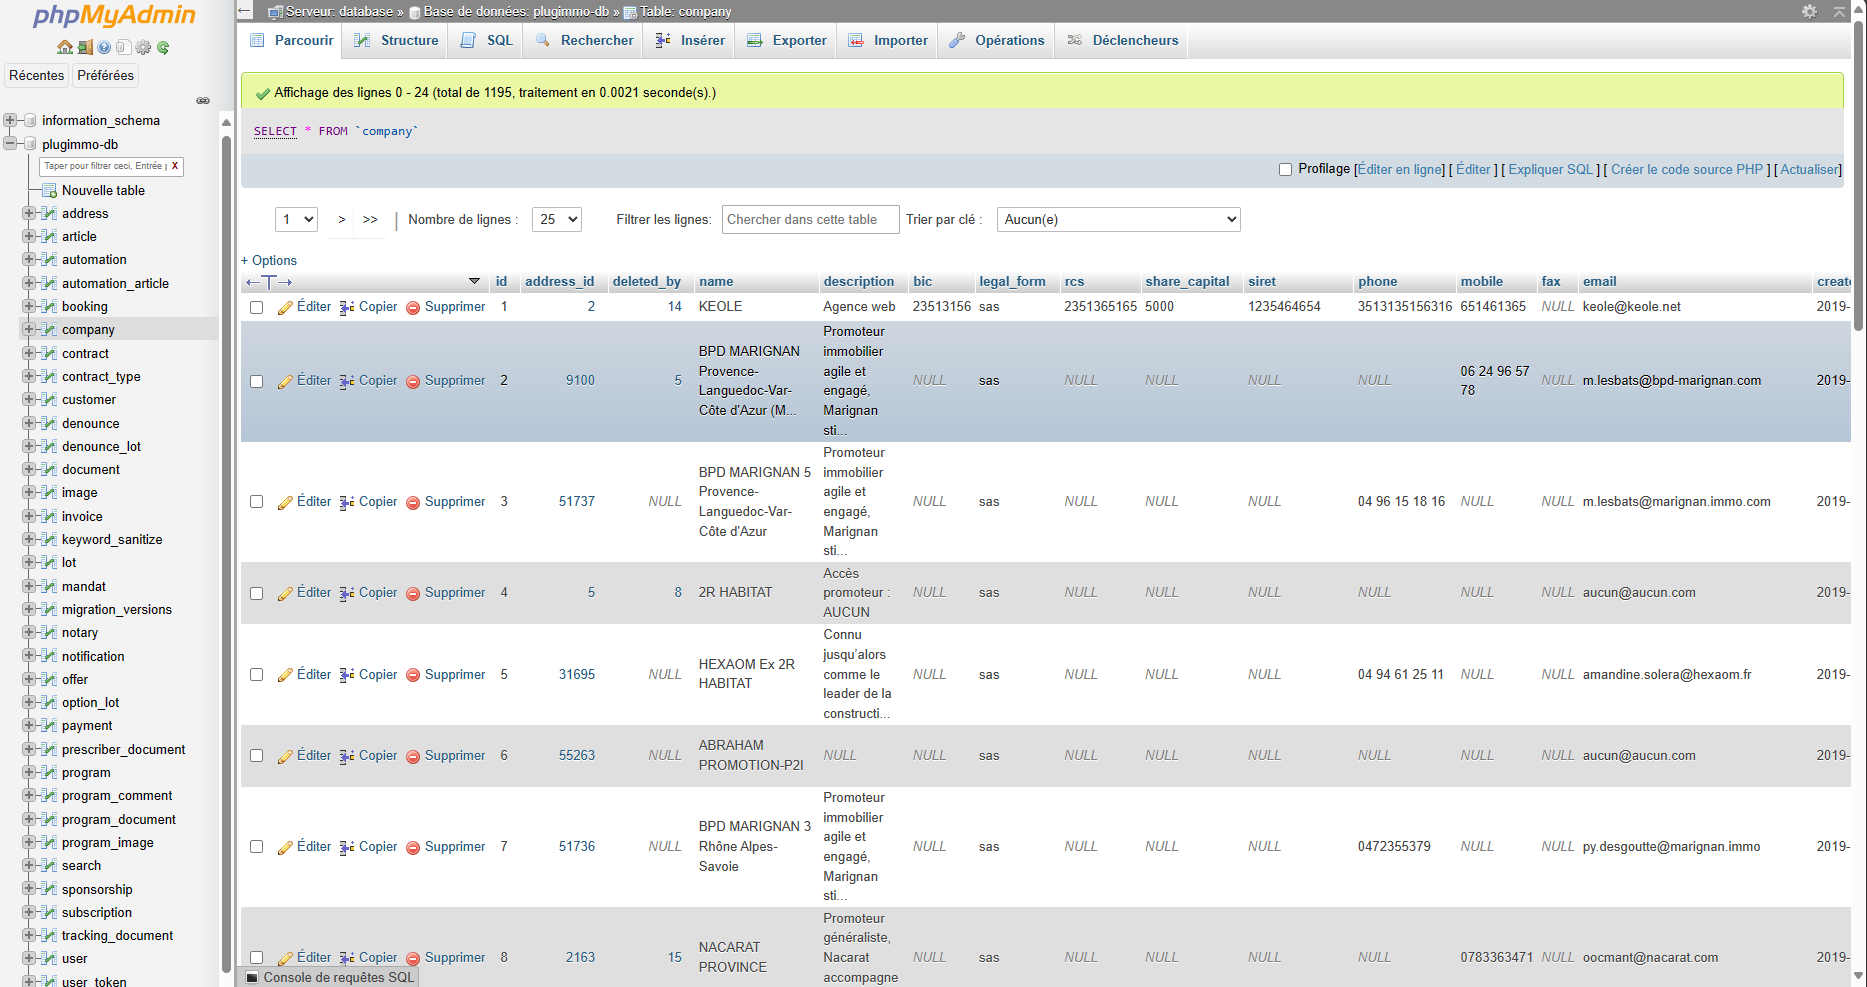 phpMyAdmin
Récentes Préférées
information_schema
plugimmo-db
Taper pour filtrer ceci, Entrée p X
Nouvelle table
address
article
automation
automation_article
booking
company
contract
contract_type
customer
denounce
denounce_lot
document
image
invoice
keyword_sanitize
lot
mandat
migration_versions
notary
notification
offer
option_lot
payment
prescriber_document
program
program_comment
program_document
program_image
search
sponsorship
subscription
tracking_document
user
user_token
Serveur: database » Base de données: plugimmo-db » Table: company
Parcourir Structure SQL Rechercher Insérer Exporter Importer Opérations Déclencheurs
Affichage des lignes 0 - 24 (total de 1195, traitement en 0.0021 seconde(s).)
SELECT * FROM `company`
Profilage [Éditer en ligne] [ Éditer ] [ Expliquer SQL ] [ Créer le code source PHP ] [ Actualiser]
1 > >> | Nombre de lignes : 25 Filtrer les lignes: Chercher dans cette table Trier par clé : Aucun(e)
+ Options
←T→ id address_id deleted_by name description bic legal_form rcs share_capital siret phone mobile fax email create
Éditer Copier Supprimer 1 2 14 KEOLE Agence web 23513156 sas 2351365165 5000 1235464654 3513135156316 651461365 NULL keole@keole.net 2019-
Éditer Copier Supprimer 2 9100 5 BPD MARIGNAN Provence-Languedoc-Var-Côte d'Azur (M... Promoteur immobilier agile et engagé, Marignan sti... NULL sas NULL NULL NULL NULL 06 24 96 57 78 NULL m.lesbats@bpd-marignan.com 2019-
Éditer Copier Supprimer 3 51737 NULL BPD MARIGNAN 5 Provence-Languedoc-Var-Côte d'Azur Promoteur immobilier agile et engagé, Marignan sti... NULL sas NULL NULL NULL 04 96 15 18 16 NULL NULL m.lesbats@marignan.immo.com 2019-
Éditer Copier Supprimer 4 5 8 2R HABITAT Accès promoteur : AUCUN NULL sas NULL NULL NULL NULL NULL NULL aucun@aucun.com 2019-
Éditer Copier Supprimer 5 31695 NULL HEXAOM Ex 2R HABITAT Connu jusqu'alors comme le leader de la constructi... NULL sas NULL NULL NULL 04 94 61 25 11 NULL NULL amandine.solera@hexaom.fr 2019-
Éditer Copier Supprimer 6 55263 NULL ABRAHAM PROMOTION-P2I NULL NULL sas NULL NULL NULL NULL NULL NULL aucun@aucun.com 2019-
Éditer Copier Supprimer 7 51736 NULL BPD MARIGNAN 3 Rhône Alpes-Savoie Promoteur immobilier agile et engagé, Marignan sti... NULL sas NULL NULL NULL 0472355379 NULL NULL py.desgoutte@marignan.immo 2019-
Éditer Copier Supprimer 8 2163 15 NACARAT PROVINCE Promoteur généraliste, Nacarat accompagne NULL sas NULL NULL NULL NULL 0783363471 NULL oocmant@nacarat.com 2019-
Console de requêtes SQL